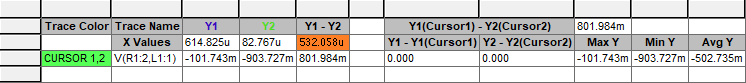 Trace Color Trace Name Y1 Y2 Y1 - Y2 Y1(Cursor1) - Y2(Cursor2) 801.984m
X Values 614.825u 82.767u 532.058u Y1 - Y1(Cursor1) Y2 - Y2(Cursor2) Max Y Min Y Avg Y
CURSOR 1,2 V(R1:2,L1:1) -101.743m -903.727m 801.984m 0.000 0.000 -101.743m -903.727m -502.735m